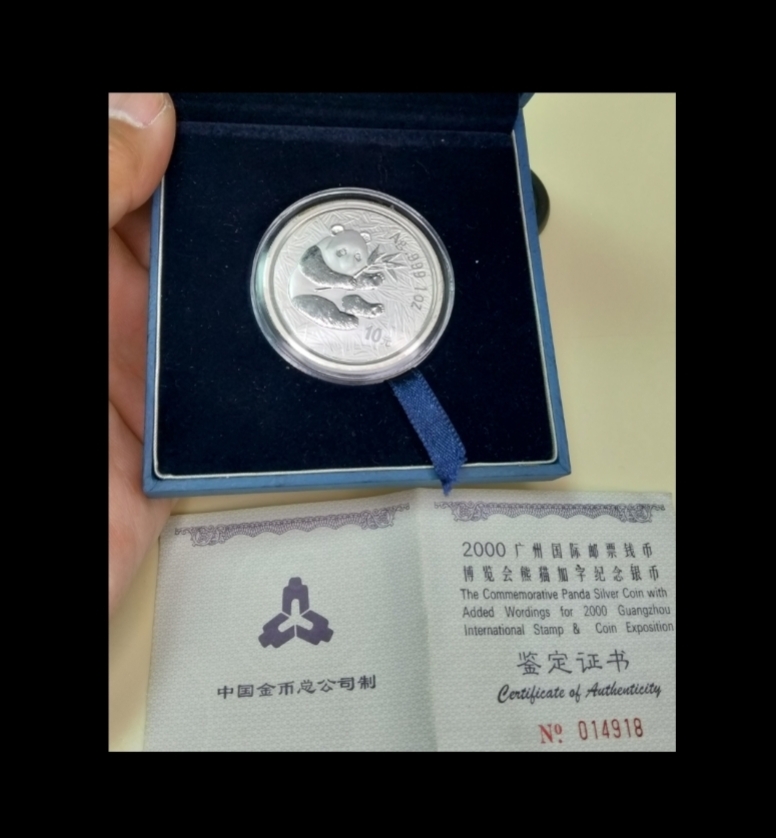 Ag.999 1oz
10元
中国金币总公司制
2000 广州国际邮票钱币
博览会熊猫加字纪念银币
The Commemorative Panda Silver Coin with
Added Wordings for 2000 Guangzhou
International Stamp & Coin Exposition
鉴定证书
Certificate of Authenticity
Nº 014918